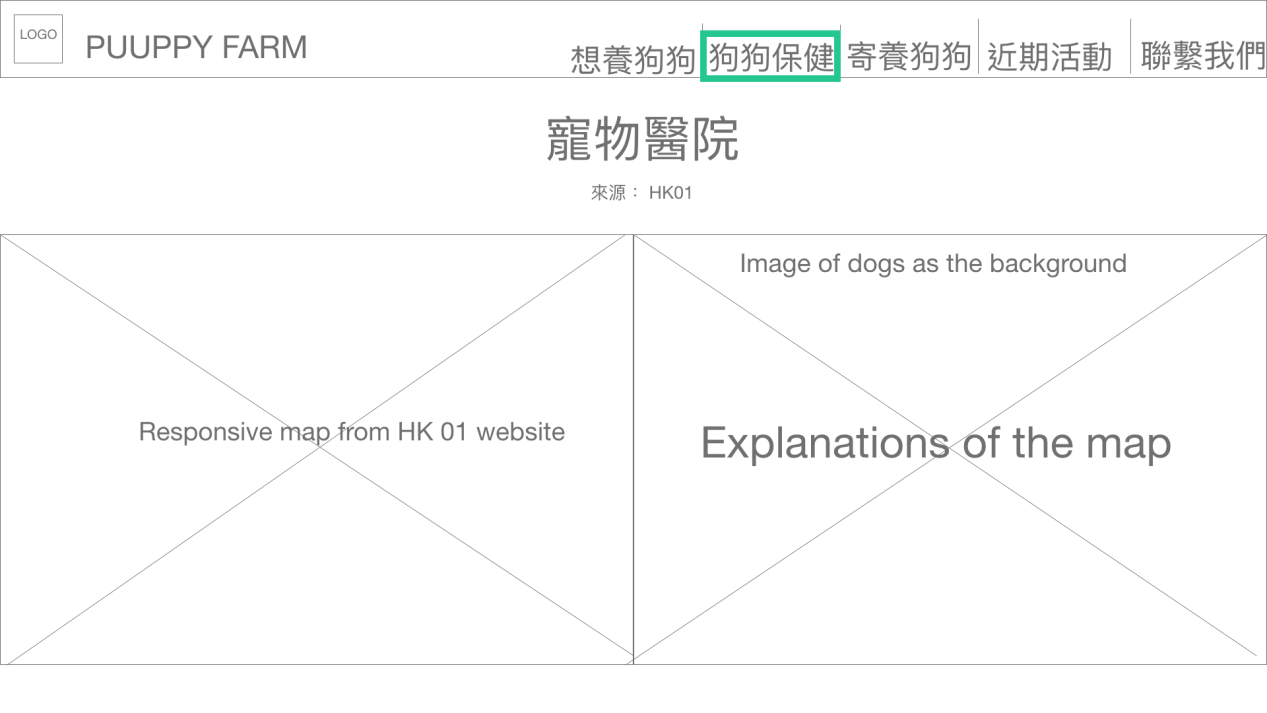 LOGO
PUUPPY FARM
想養狗狗 狗狗保健 寄養狗狗 近期活動 聯繫我們
寵物醫院
來源： HK01
Image of dogs as the background
Responsive map from HK 01 website
Explanations of the map